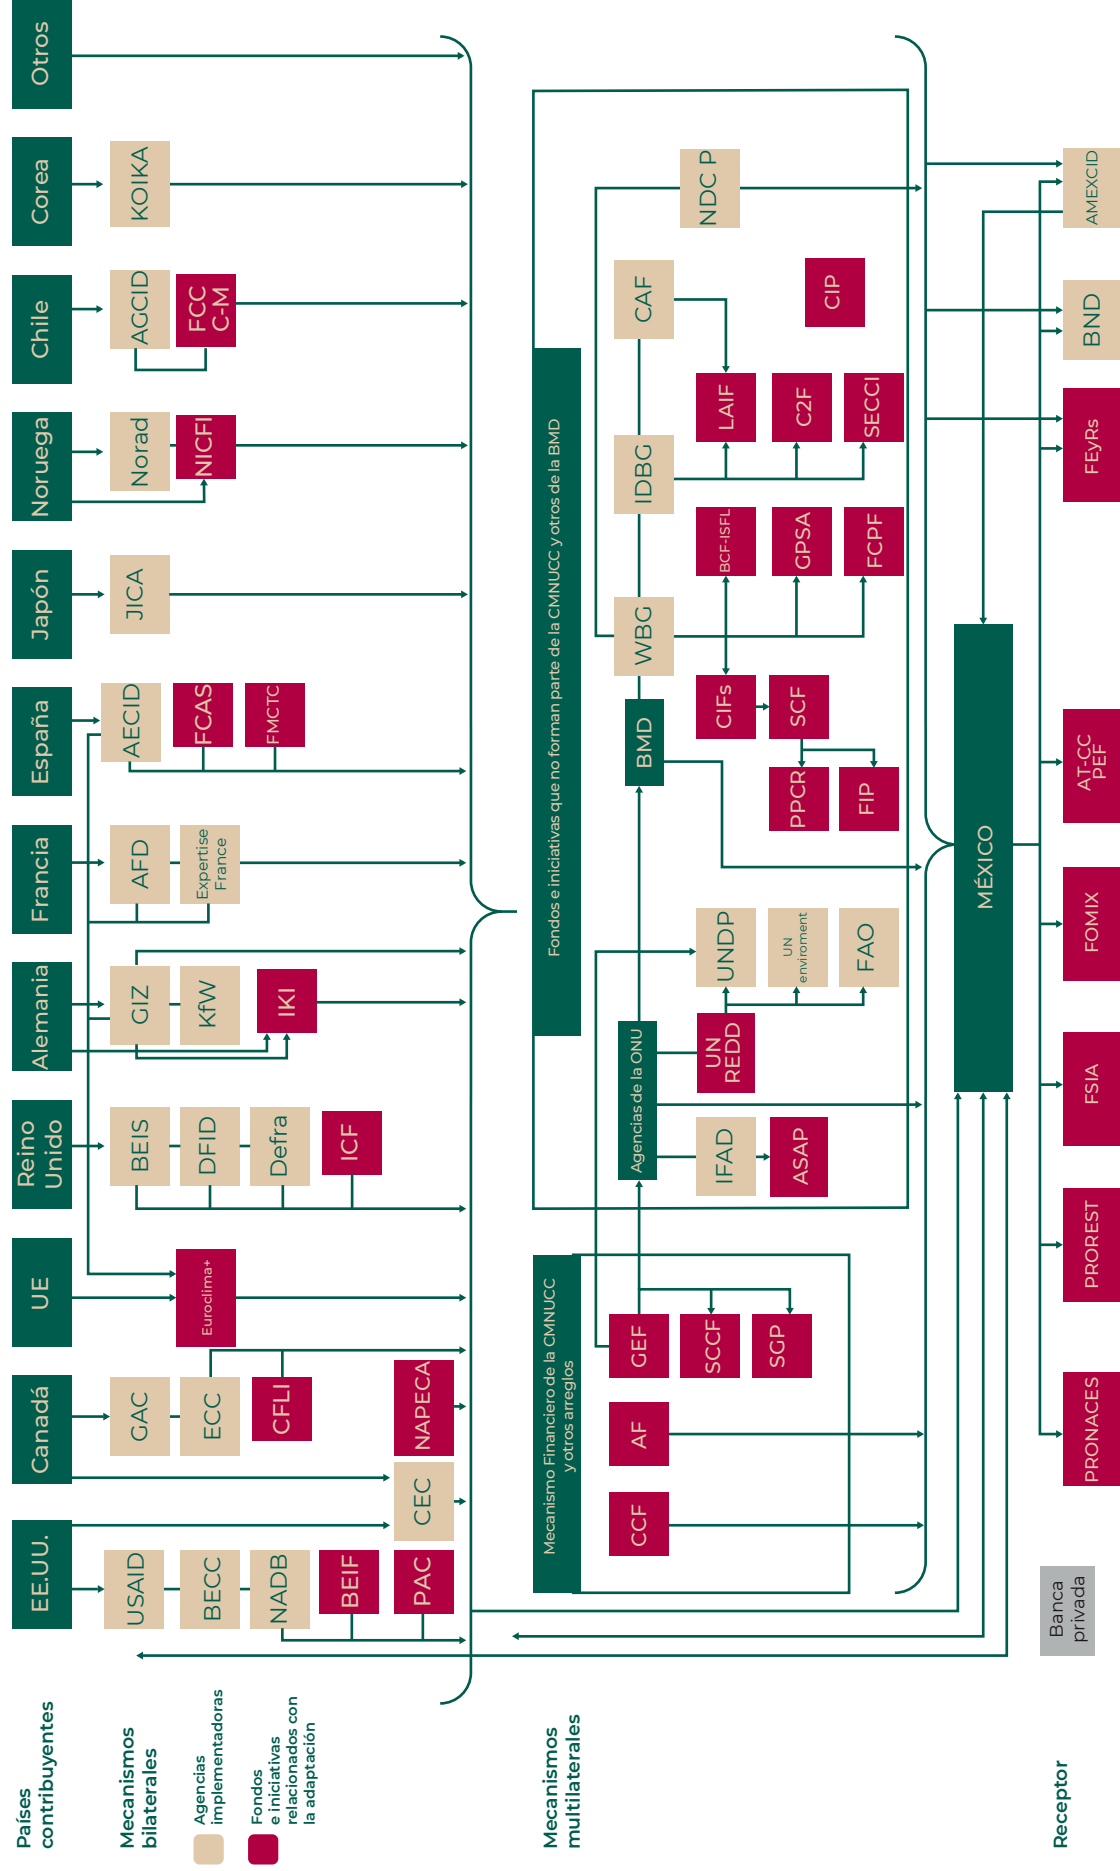 Países
contribuyentes
EE.UU.
Canadá
UE
Reino
Unido
Alemania
Francia
España
Japón
Noruega
Chile
Corea
Otros
Mecanismos
bilaterales
Agencias
implementadoras
Fondos
e iniciativas
relacionados con
la adaptación
USAID
BECC
NADB
BEIF
PAC
CEC
NAPECA
GAC
ECC
CFLI
Euroclima+
BEIS
DFID
Defra
ICF
GIZ
KfW
IKI
AFD
Expertise
France
AECID
FCAS
FMCTC
JICA
Norad
NICFI
AGCID
FCC
C-M
KOIKA
Mecanismos
multilaterales
Mecanismo Financiero de la CMNUCC
y otros arreglos
CCF
AF
GEF
SCCF
SGP
Fondos e iniciativas que no forman parte de la CMNUCC y otros de la BMD
Agencias de la ONU
IFAD
ASAP
UN
REDD
UNDP
UN
enviroment
FAO
BMD
WBG
IDBG
CAF
NDC P
CIFs
SCF
PPCR
FIP
BCF-ISFL
GPSA
FCPF
LAIF
C2F
SECCI
CIP
MÉXICO
Receptor
Banca
privada
PRONACES
PROREST
FSIA
FOMIX
AT-CC
PEF
FEyRs
BND
AMEXCID